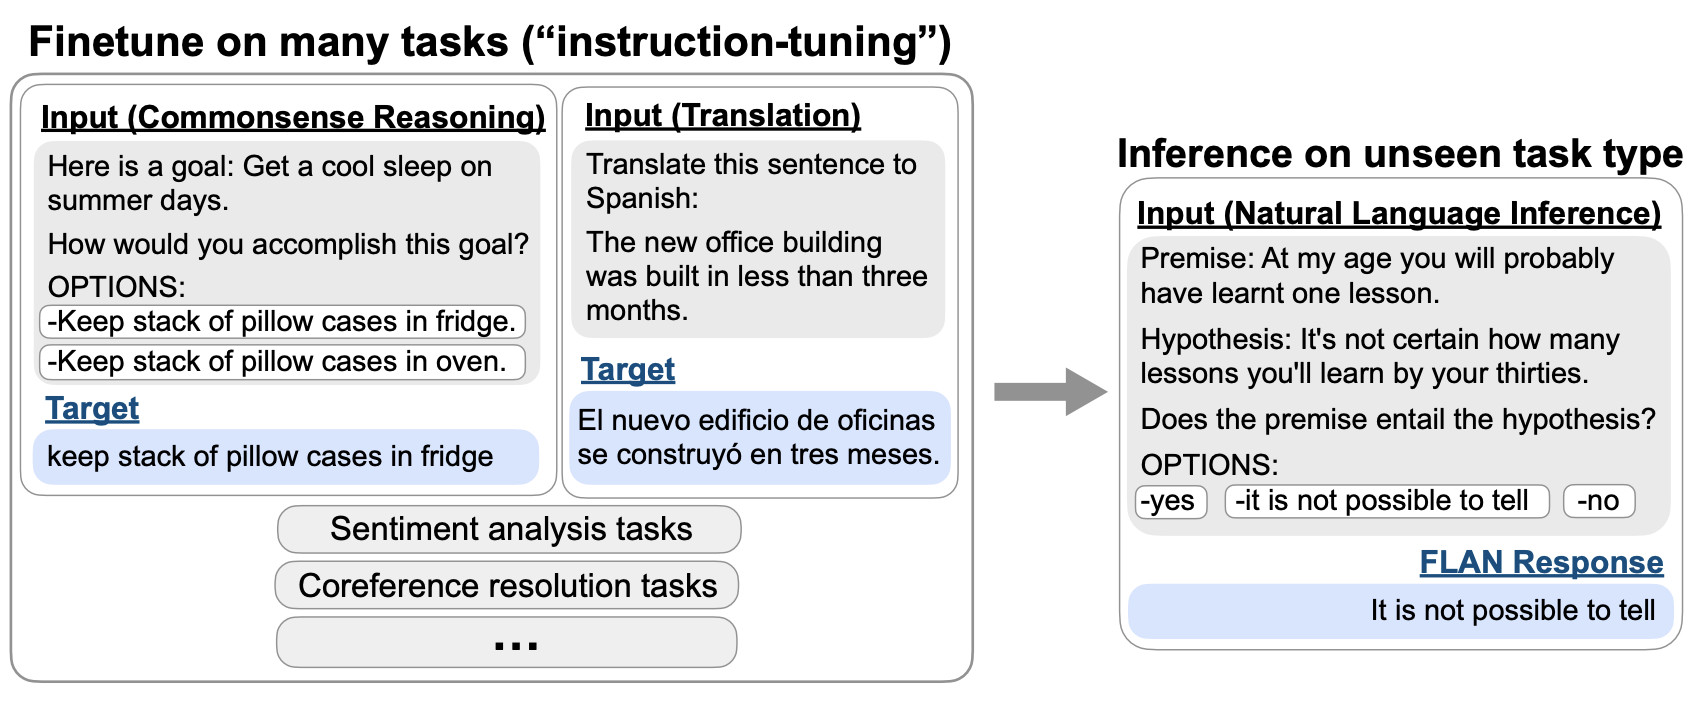 Finetune on many tasks (“instruction-tuning”)
Input (Commonsense Reasoning)
Here is a goal: Get a cool sleep on
summer days.
How would you accomplish this goal?
OPTIONS:
-Keep stack of pillow cases in fridge.
-Keep stack of pillow cases in oven.
Target
keep stack of pillow cases in fridge
Input (Translation)
Translate this sentence to
Spanish:
The new office building
was built in less than three
months.
Target
El nuevo edificio de oficinas
se construyó en tres meses.
Sentiment analysis tasks
Coreference resolution tasks
...
Inference on unseen task type
Input (Natural Language Inference)
Premise: At my age you will probably
have learnt one lesson.
Hypothesis: It's not certain how many
lessons you'll learn by your thirties.
Does the premise entail the hypothesis?
OPTIONS:
-yes -it is not possible to tell -no
FLAN Response
It is not possible to tell